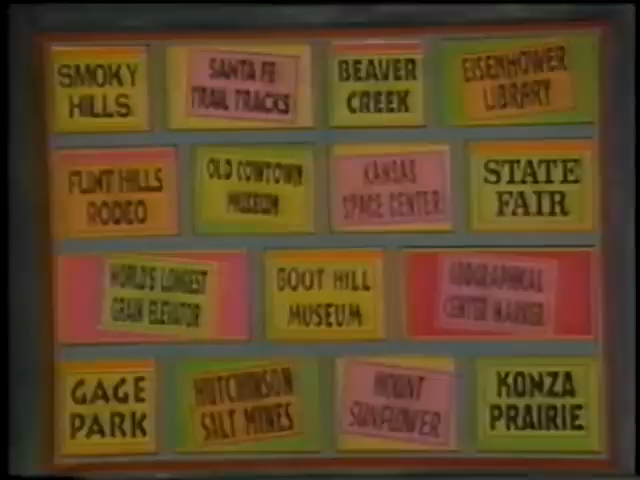 SMOKY
HILLS
SANTA FE
TRAIL TRACKS
BEAVER
CREEK
EISENHOWER
LIBRARY
FLINT HILLS
RODEO
OLD COWTOWN
MUSEUM
KANSAS
SPACE CENTER
STATE
FAIR
WORLD'S LONGEST
GRAIN ELEVATOR
BOOT HILL
MUSEUM
GEOGRAPHICAL
CENTER MARKER
GAGE
PARK
HUTCHINSON
SALT MINES
MOUNT
SUNFLOWER
KONZA
PRAIRIE